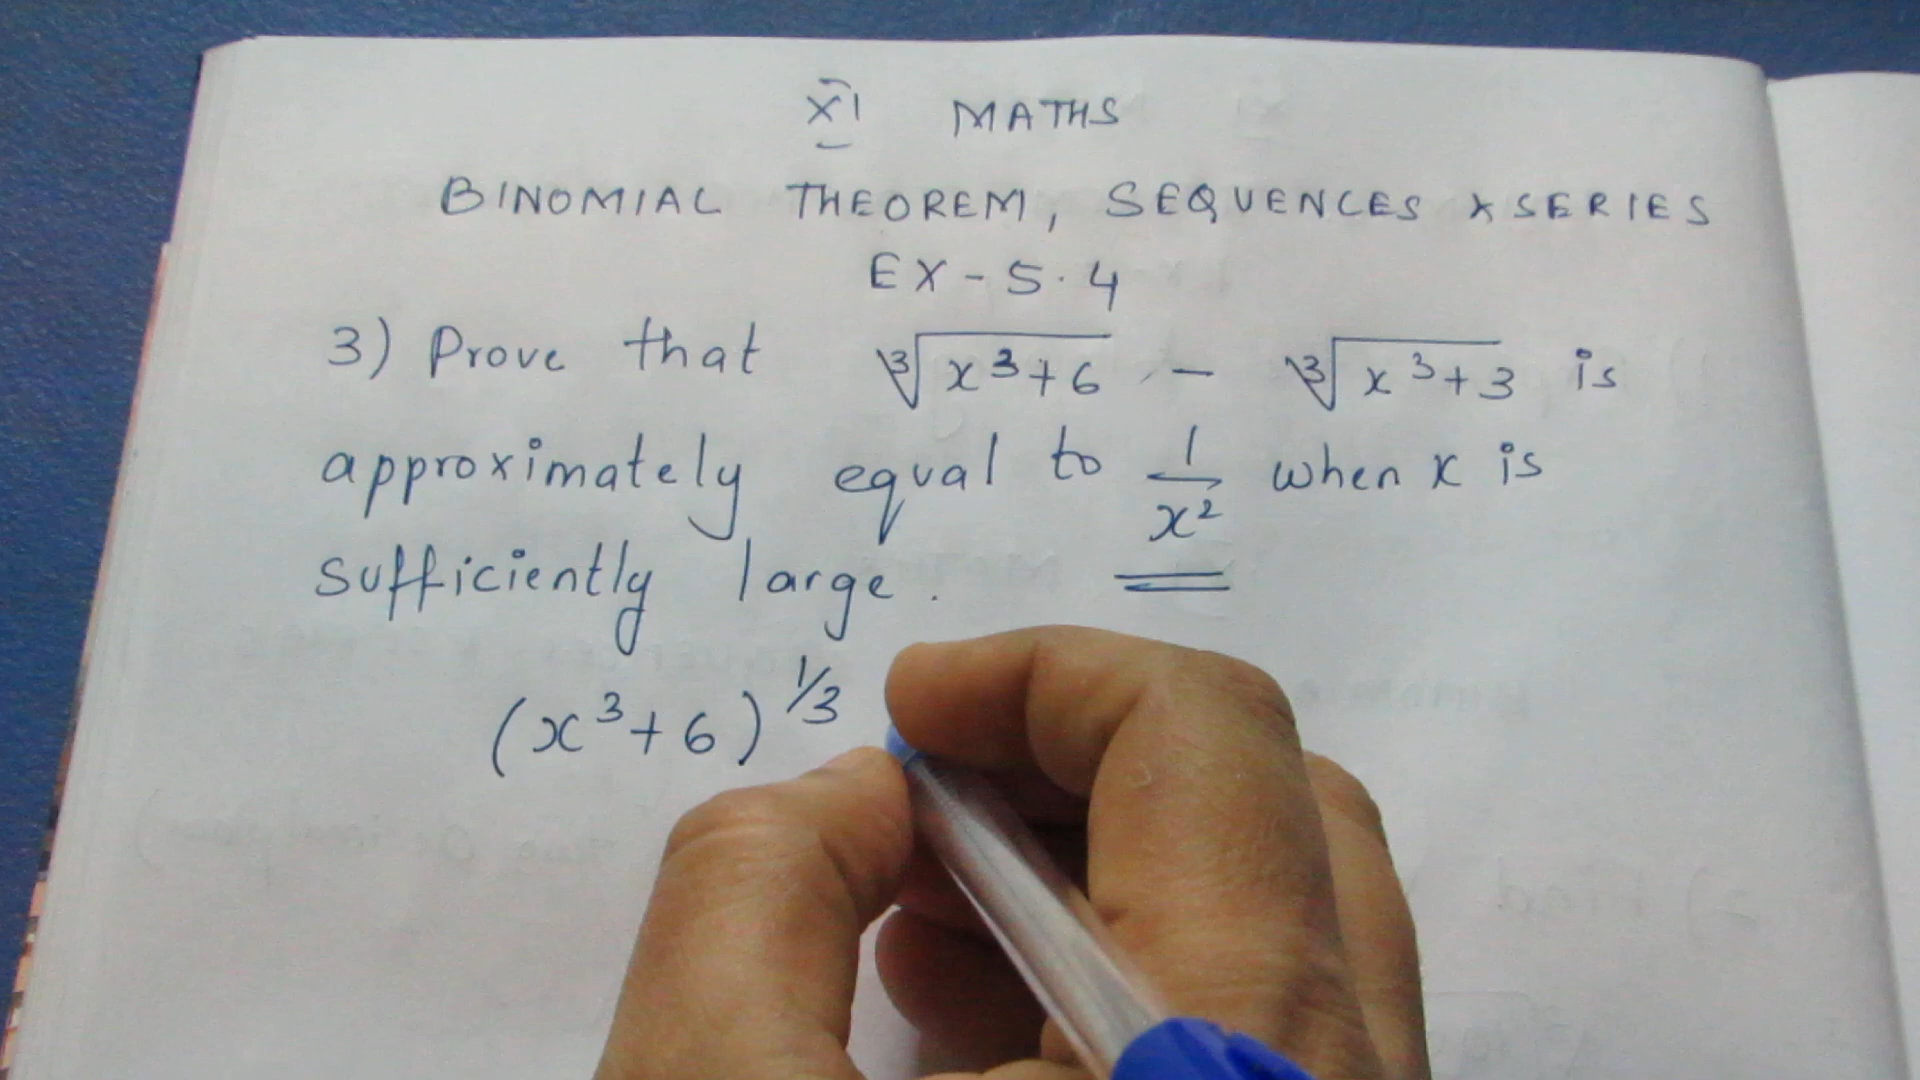 XI MATHS
BINOMIAL THEOREM, SEQUENCES & SERIES
EX - 5.4
3) Prove that ∛(x³+6) - ∛(x³+3) is
approximately equal to 1/x² when x is
sufficiently large.
(x³+6)^1/3